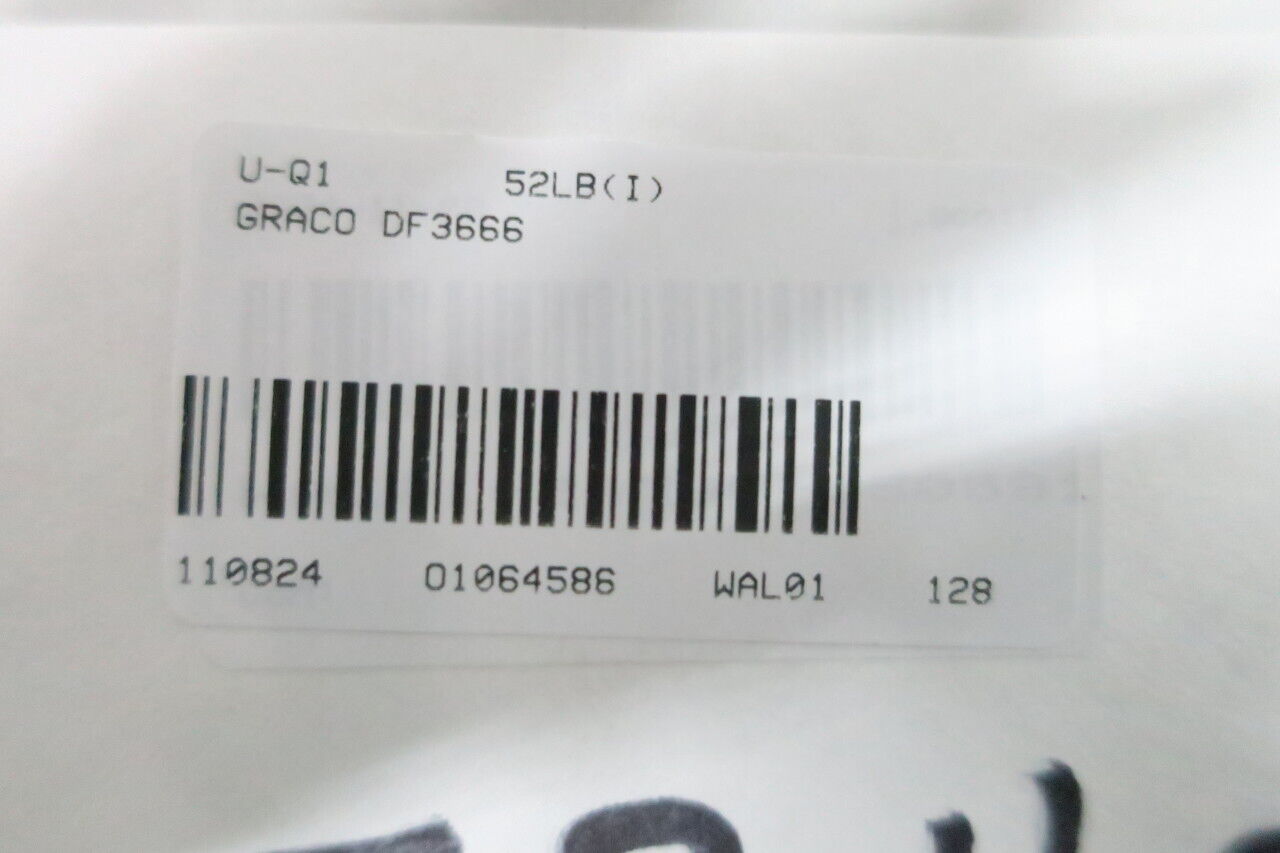 U-Q1 52LB(I)
GRACO DF3666
110824 01064586 WAL01 128